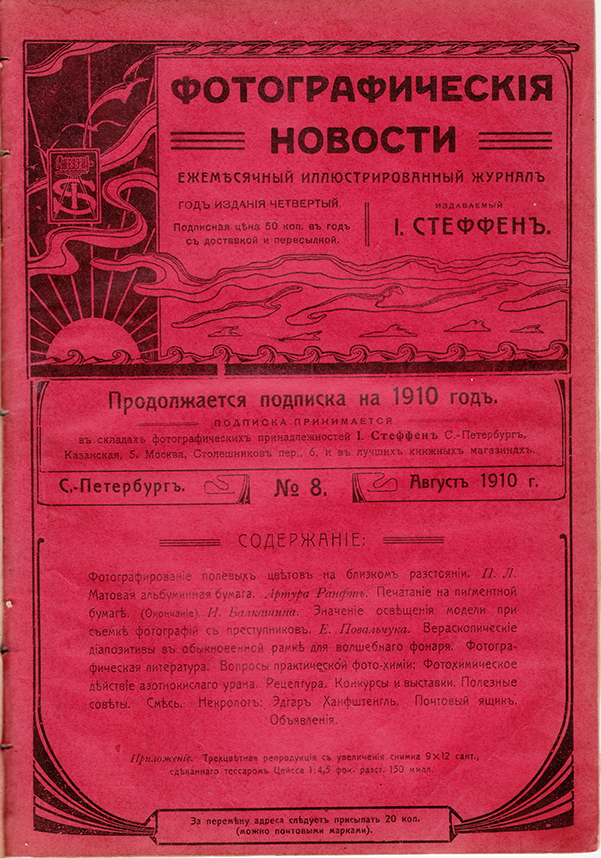 ФОТОГРАФИЧЕСКІЯ
НОВОСТИ
ЕЖЕМѢСЯЧНЫЙ ИЛЛЮСТРИРОВАННЫЙ ЖУРНАЛЪ
ГОДЪ ИЗДАНІЯ ЧЕТВЕРТЫЙ.
Подписная цѣна 50 коп. въ годъ
съ доставкой и пересылкой.
ИЗДАВАЕМЫЙ
І. СТЕФФЕНЪ.
Продолжается подписка на 1910 годъ.
ПОДПИСКА ПРИНИМАЕТСЯ
въ складахъ фотографическихъ принадлежностей І. Стеффенъ С.-Петербургъ,
Казанская, 5. Москва, Столешниковъ пер., 6, и въ лучшихъ книжныхъ магазинахъ.
С.-Петербургъ.
№ 8.
Августъ 1910 г.
СОДЕРЖАНІЕ:
Фотографированіе полевыхъ цвѣтовъ на близкомъ разстояніи. П. Л.
Матовая альбуминная бумага. Артура Ранфтъ. Печатаніе на пигментной
бумагѣ. (Окончаніе). И. Балкашина. Значеніе освѣщенія модели при
съемкѣ фотографій съ преступниковъ. Е. Повальчука. Вераскопическіе
діапозитивы въ обыкновенной рамкѣ для волшебнаго фонаря. Фотогра-
фическая литература. Вопросы практической фото-химіи: Фотохимическое
дѣйствіе азотнокислаго урана. Рецептура. Конкурсы и выставки. Полезные
совѣты. Смѣсь. Некрологъ: Эдгаръ Ханфштенгль. Почтовый ящикъ.
Объявленія.
Приложеніе. Трехцвѣтная репродукція съ увеличенія снимка 9×12 сант.,
сдѣланнаго тессаромъ Цейсса 1:4,5 фок. разст. 150 милл.
За перемѣну адреса слѣдуетъ присылать 20 коп.
(можно почтовыми марками).